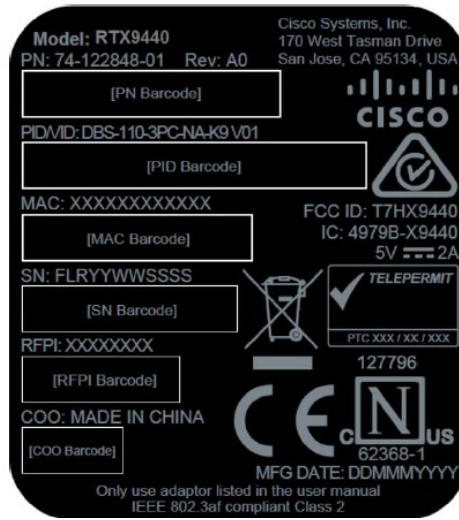 Model: RTX9440
PN: 74-122848-01 Rev: A0
Cisco Systems, Inc.
170 West Tasman Drive
San Jose, CA 95134, USA
[PN Barcode]
CISCO
PID/VID: DBS-110-3PC-NA-K9 V01
[PID Barcode]
MAC: XXXXXXXXXXXX
[MAC Barcode]
FCC ID: T7HX9440
IC: 4979B-X9440
5V 2A
SN: FLRYYWWSSSS
[SN Barcode]
TELEPERMIT
PTC XXX / XX / XXX
RFPI: XXXXXXXX
[RFPI Barcode]
127796
COO: MADE IN CHINA
[COO Barcode]
CE
C N US
62368-1
MFG DATE: DDMMMYYYY
Only use adaptor listed in the user manual
IEEE 802.3af compliant Class 2